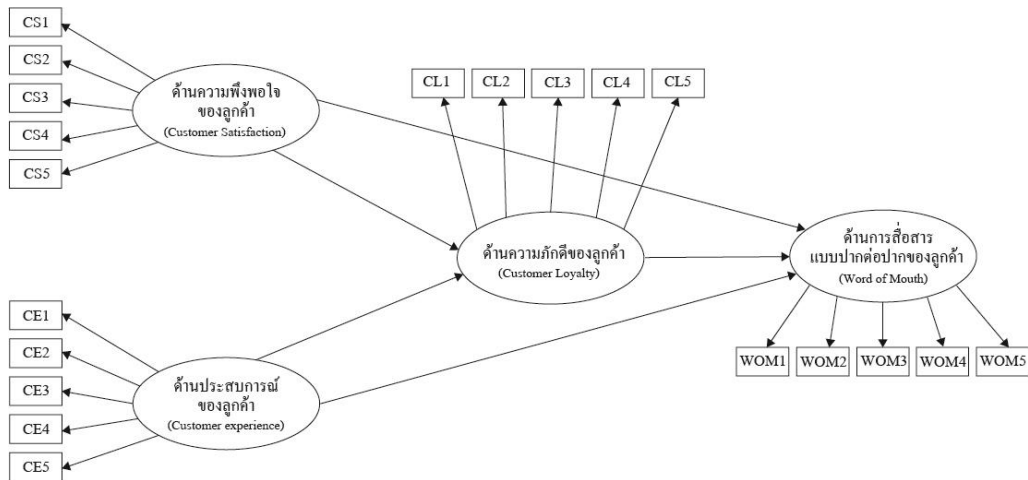 CS1
CS2
CS3
CS4
CS5
ด้านความพึงพอใจ
ของลูกค้า
(Customer Satisfaction)
CL1
CL2
CL3
CL4
CL5
ด้านความภักดีของลูกค้า
(Customer Loyalty)
ด้านการสื่อสาร
แบบปากต่อปากของลูกค้า
(Word of Mouth)
WOM1
WOM2
WOM3
WOM4
WOM5
CE1
CE2
CE3
CE4
CE5
ด้านประสบการณ์
ของลูกค้า
(Customer experience)